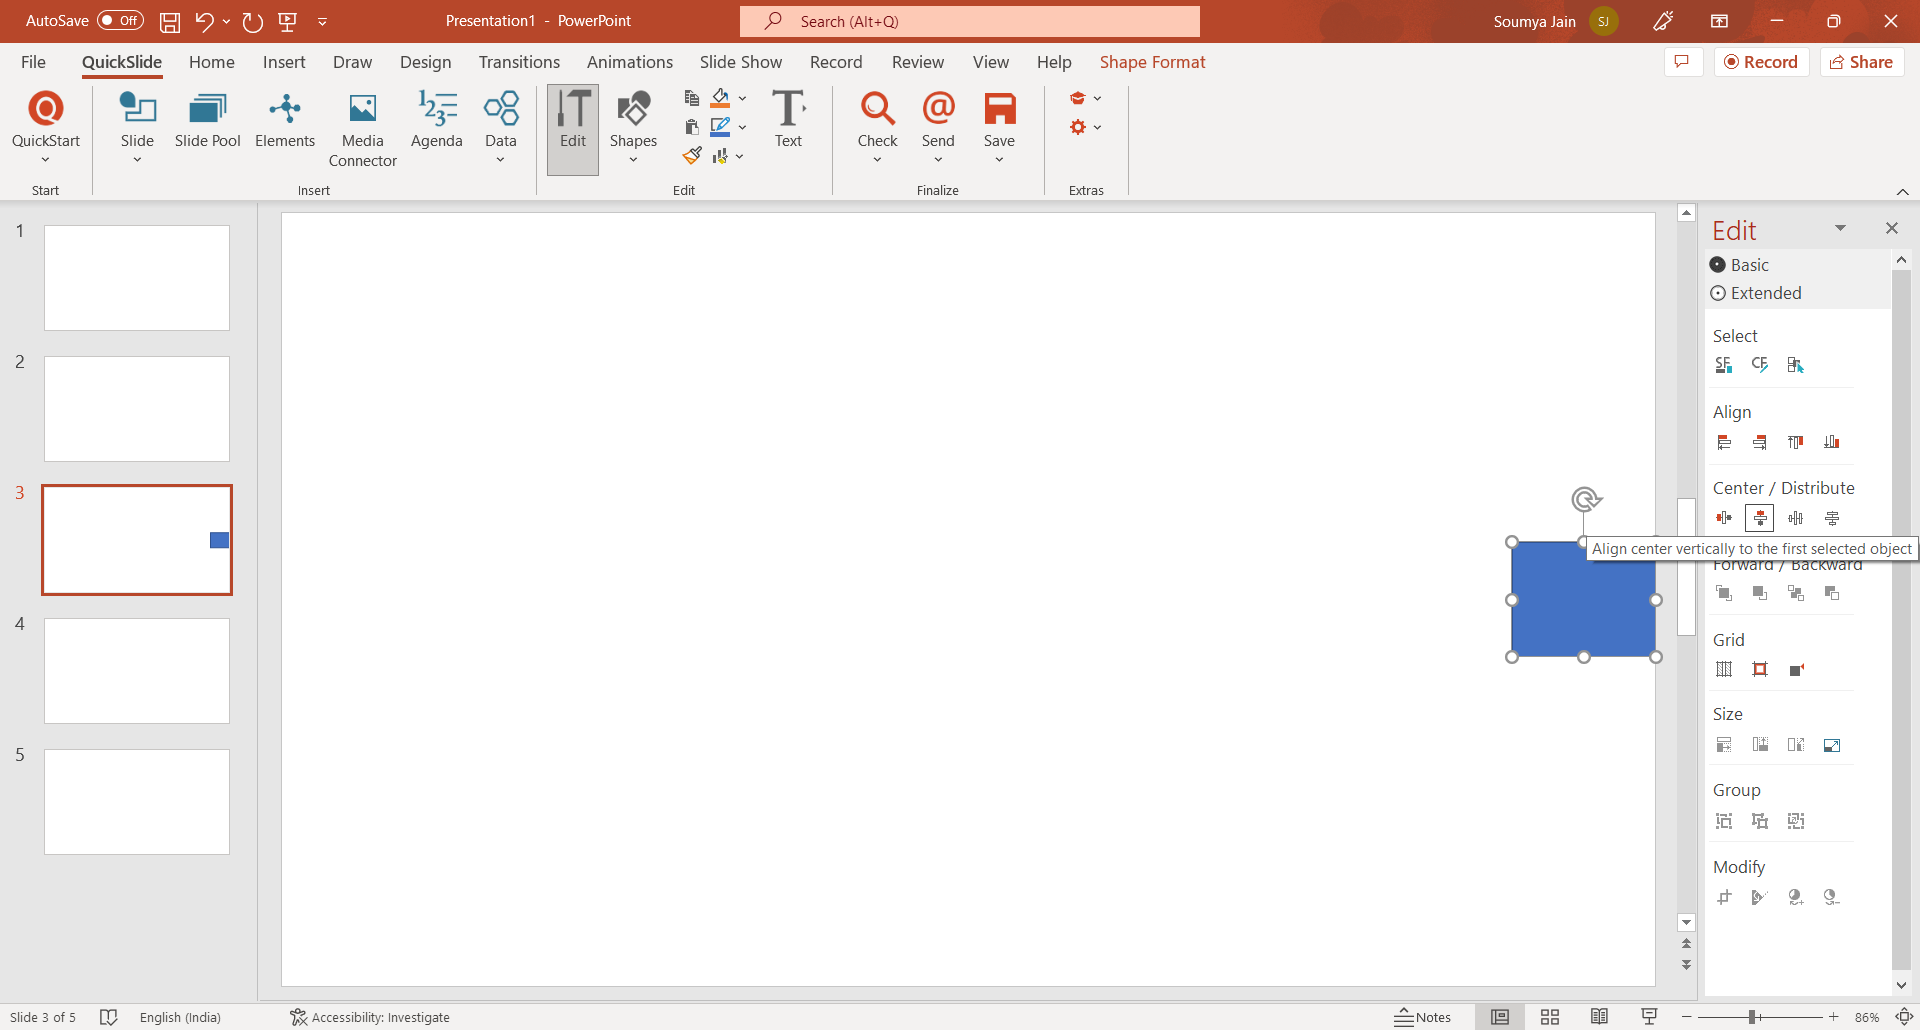 AutoSave Off Presentation1 - PowerPoint Search (Alt+Q) Soumya Jain SJ
File QuickSlide Home Insert Draw Design Transitions Animations Slide Show Record Review View Help Shape Format Record Share
QuickStart Slide Slide Pool Elements Media Connector Agenda Data Edit Shapes Text Check Send Save
Start Insert Edit Finalize Extras
1
2
3
4
5
Edit
Basic
Extended
Select
SF CF
Align
Center / Distribute
Align center vertically to the first selected object
Forward / Backward
Grid
Size
Group
Modify
Slide 3 of 5 English (India) Accessibility: Investigate Notes 86%